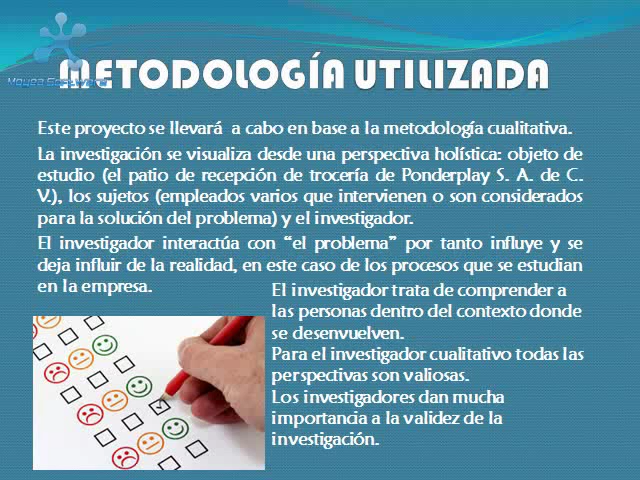 METODOLOGÍA UTILIZADA
Moyea Software
Este proyecto se llevará a cabo en base a la metodología cualitativa.
La investigación se visualiza desde una perspectiva holística: objeto de
estudio (el patio de recepción de trocería de Ponderplay S. A. de C.
V.), los sujetos (empleados varios que intervienen o son considerados
para la solución del problema) y el investigador.
El investigador interactúa con “el problema” por tanto influye y se
deja influir de la realidad, en este caso de los procesos que se estudian
en la empresa.
El investigador trata de comprender a
las personas dentro del contexto donde
se desenvuelven.
Para el investigador cualitativo todas las
perspectivas son valiosas.
Los investigadores dan mucha
importancia a la validez de la
investigación.